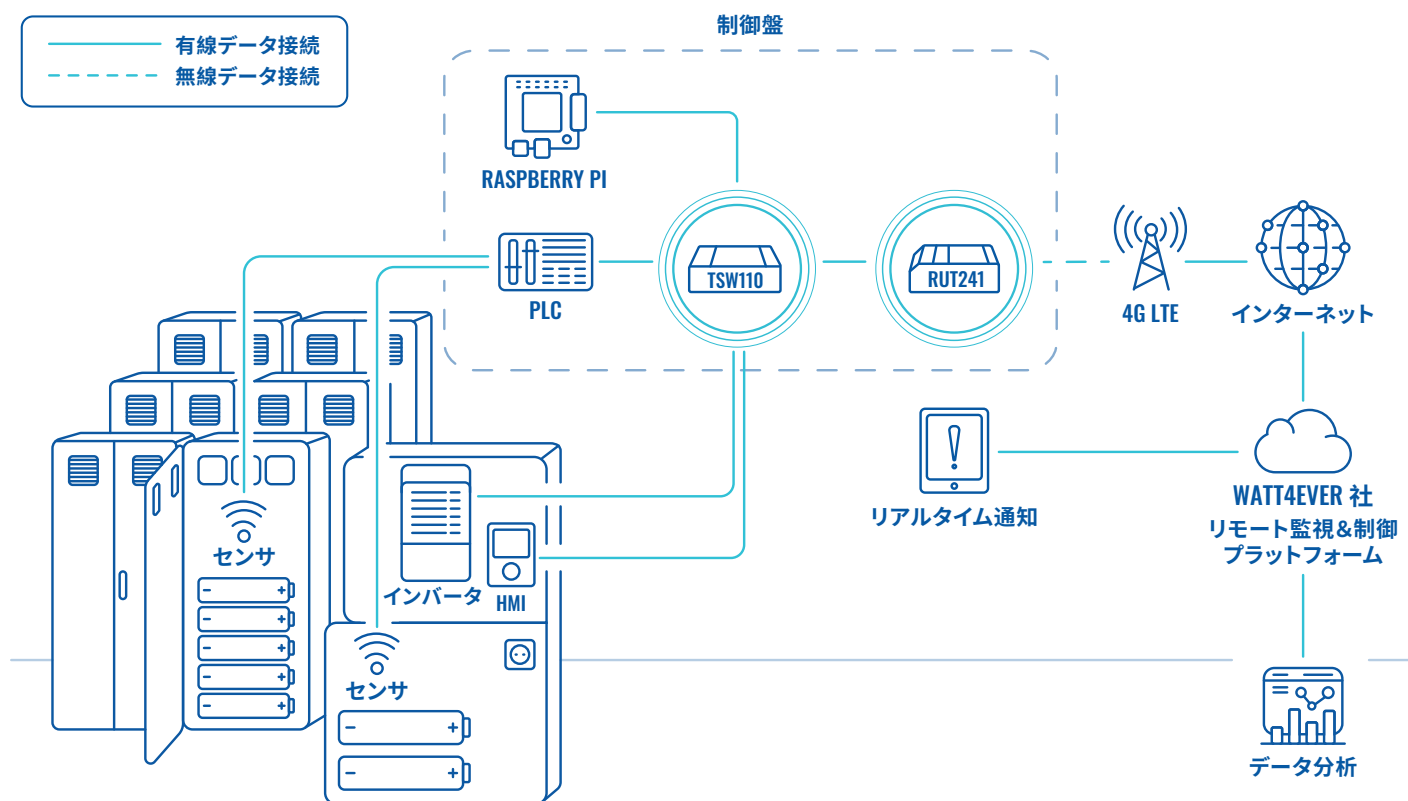 有線データ接続
無線データ接続
制御盤
RASPBERRY PI
PLC
TSW110
RUT241
4G LTE
インターネット
リアルタイム通知
WATT4EVER 社
リモート監視&制御
プラットフォーム
センサ
インバータ
HMI
センサ
データ分析